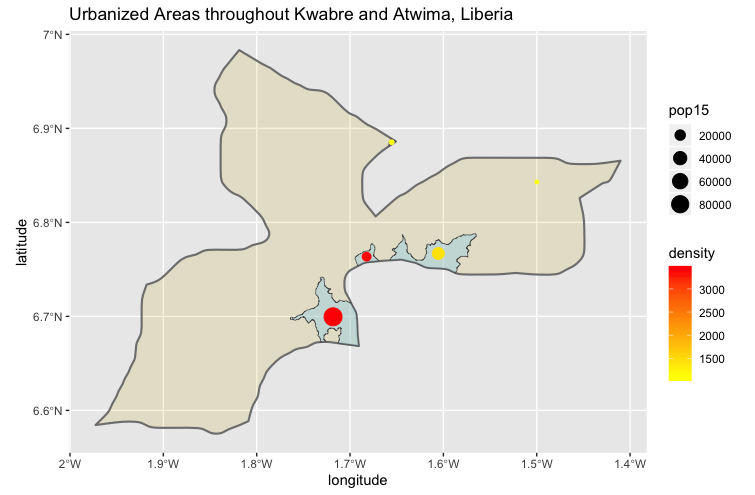 Urbanized Areas throughout Kwabre and Atwima, Liberia
7°N
6.9°N
6.8°N
6.7°N
6.6°N
latitude
2°W 1.9°W 1.8°W 1.7°W 1.6°W 1.5°W 1.4°W
longitude
pop15
20000
40000
60000
80000
density
3000
2500
2000
1500